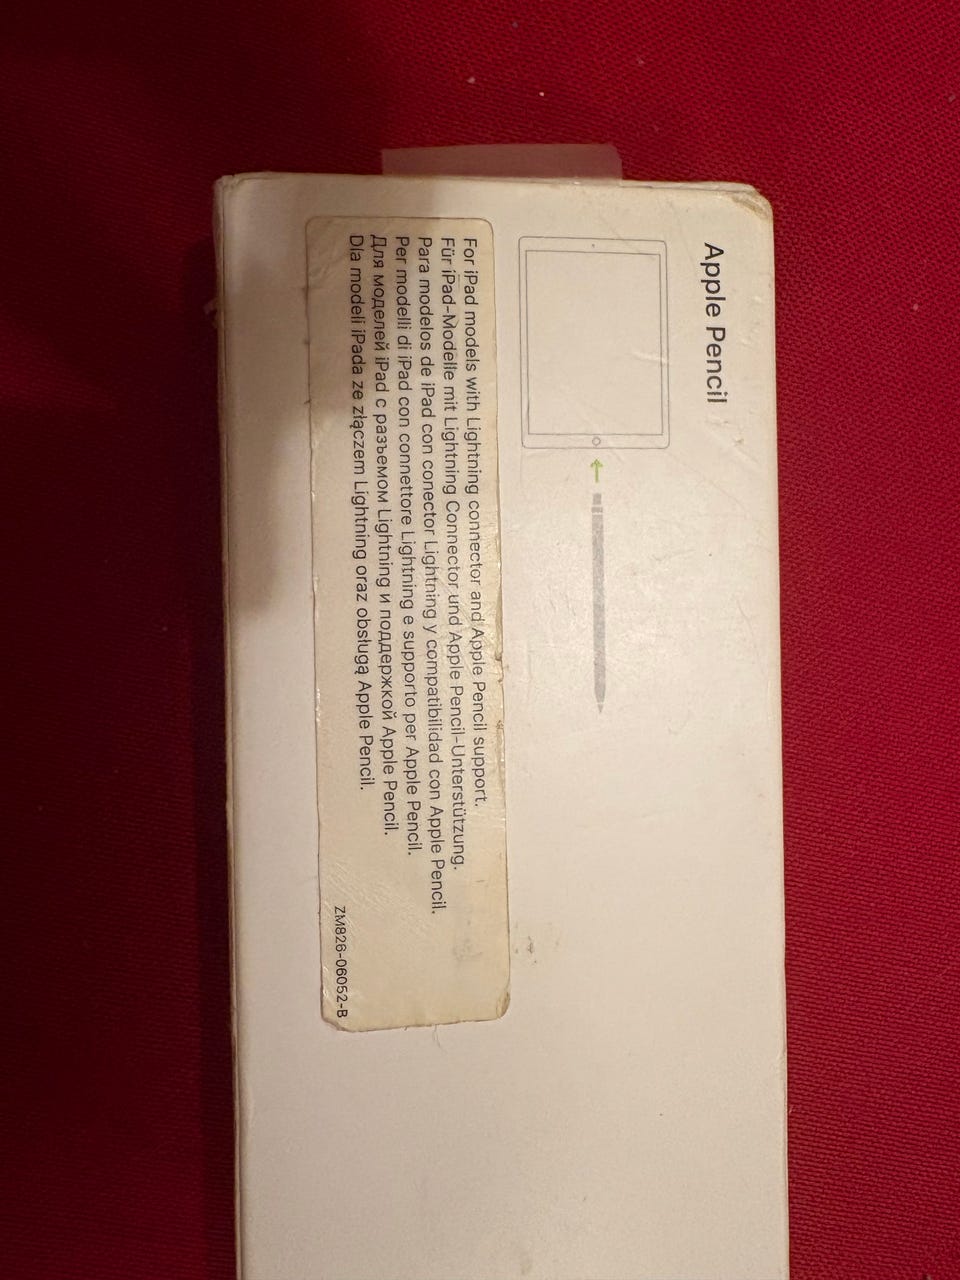 Apple Pencil
For iPad models with Lightning connector and Apple Pencil support.
Für iPad-Modelle mit Lightning Connector und Apple Pencil-Unterstützung.
Para modelos de iPad con conector Lightning y compatibilidad con Apple Pencil.
Per modelli di iPad con connettore Lightning e supporto per Apple Pencil.
Для моделей iPad с разъемом Lightning и поддержкой Apple Pencil.
Dla modeli iPada ze złączem Lightning oraz obsługą Apple Pencil.
ZM826-06052-B